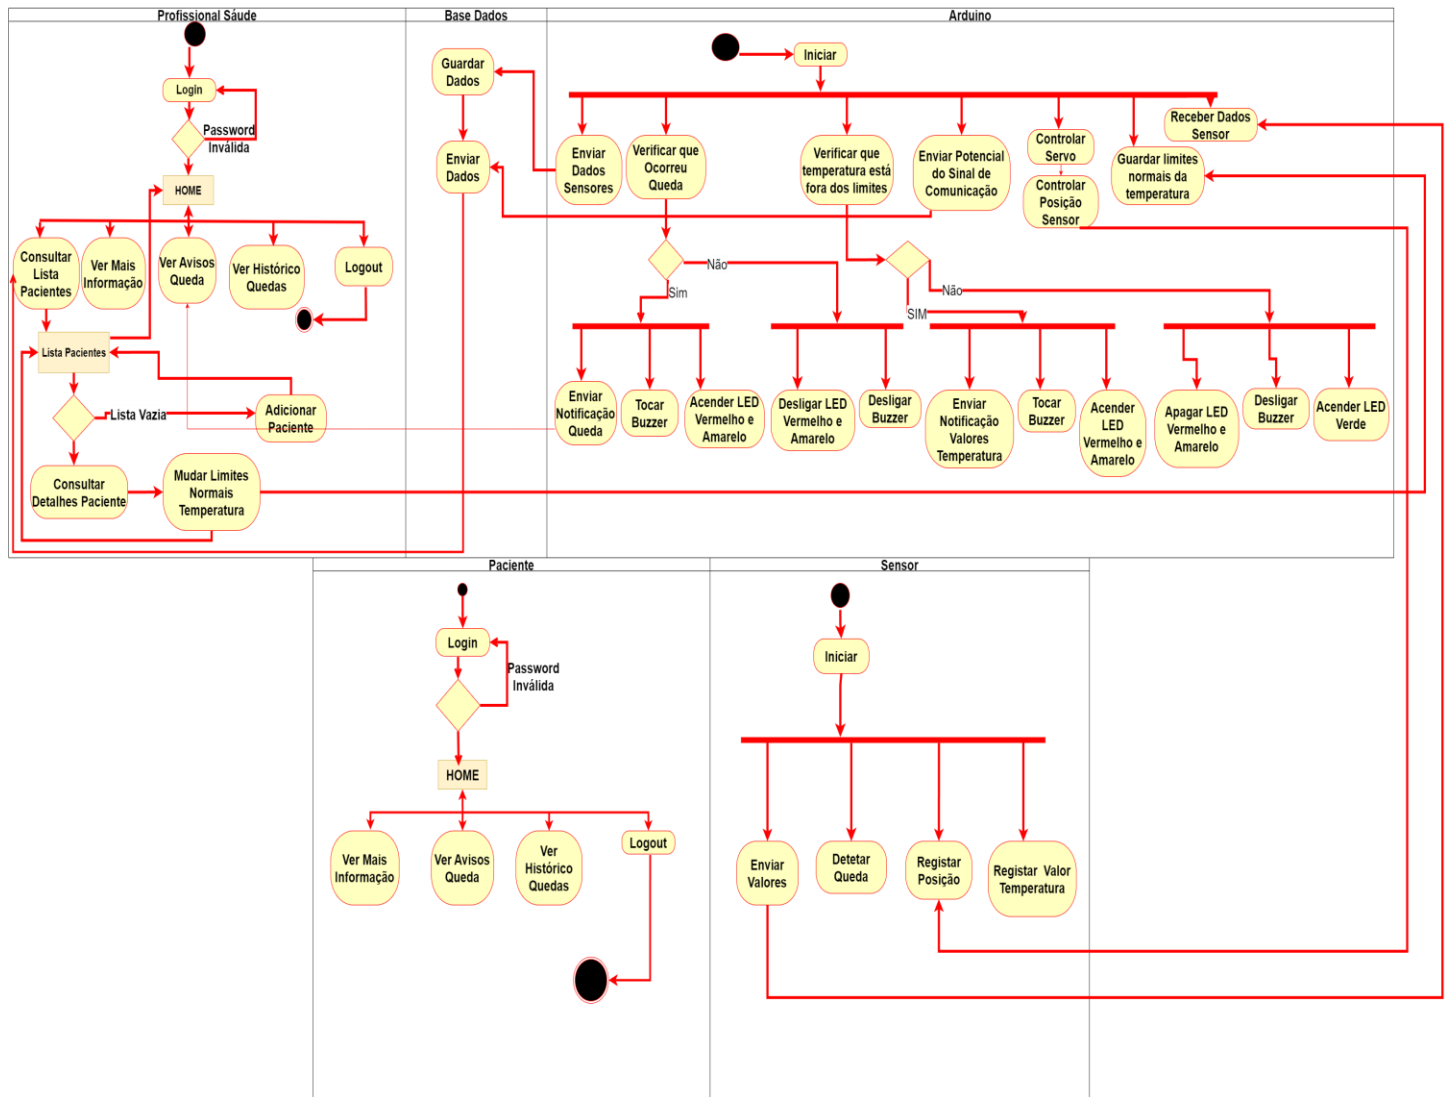 Profissional Sáude
Base Dados
Arduino
Login
Password
Inválida
HOME
Consultar
Lista
Pacientes
Ver Mais
Informação
Ver Avisos
Queda
Ver Histórico
Quedas
Logout
Lista Pacientes
Lista Vazia
Adicionar
Paciente
Consultar
Detalhes Paciente
Mudar Limites
Normais
Temperatura
Guardar
Dados
Enviar
Dados
Iniciar
Enviar
Dados
Sensores
Verificar que
Ocorreu
Queda
Verificar que
temperatura está
fora dos limites
Enviar Potencial
do Sinal de
Comunicação
Controlar
Servo
Controlar
Posição
Sensor
Guardar limites
normais da
temperatura
Receber Dados
Sensor
Não
Sim
Não
SIM
Enviar
Notificação
Queda
Tocar
Buzzer
Acender LED
Vermelho e
Amarelo
Desligar LED
Vermelho e
Amarelo
Desligar
Buzzer
Enviar
Notificação
Valores
Temperatura
Tocar
Buzzer
Acender
LED
Vermelho e
Amarelo
Apagar LED
Vermelho e
Amarelo
Desligar
Buzzer
Acender LED
Verde
Paciente
Sensor
Login
Password
Inválida
HOME
Ver Mais
Informação
Ver Avisos
Queda
Ver
Histórico
Quedas
Logout
Iniciar
Enviar
Valores
Detetar
Queda
Registar
Posição
Registar Valor
Temperatura